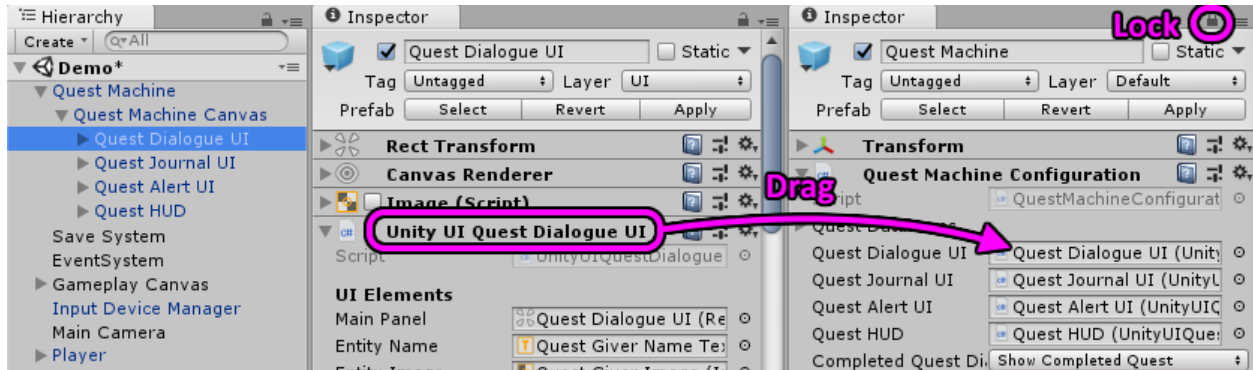 Hierarchy
Create
All
Demo*
Quest Machine
Quest Machine Canvas
Quest Dialogue UI
Quest Journal UI
Quest Alert UI
Quest HUD
Save System
EventSystem
Gameplay Canvas
Input Device Manager
Main Camera
Player
Inspector
Quest Dialogue UI
Static
Tag Untagged Layer UI
Prefab Select Revert Apply
Rect Transform
Canvas Renderer
Image (Script)
Unity UI Quest Dialogue UI
Script UnityUIQuestDialogue
UI Elements
Main Panel Quest Dialogue UI (Re
Entity Name Quest Giver Name Te
Drag
Inspector
Lock
Quest Machine
Static
Tag Untagged Layer Default
Prefab Select Revert Apply
Transform
Quest Machine Configuration
QuestMachineConfigurat
Quest Dialogue UI Quest Dialogue UI (Unity
Quest Journal UI Quest Journal UI (UnityU
Quest Alert UI Quest Alert UI (UnityUIQ
Quest HUD Quest HUD (UnityUIQue
Completed Quest Di Show Completed Quest